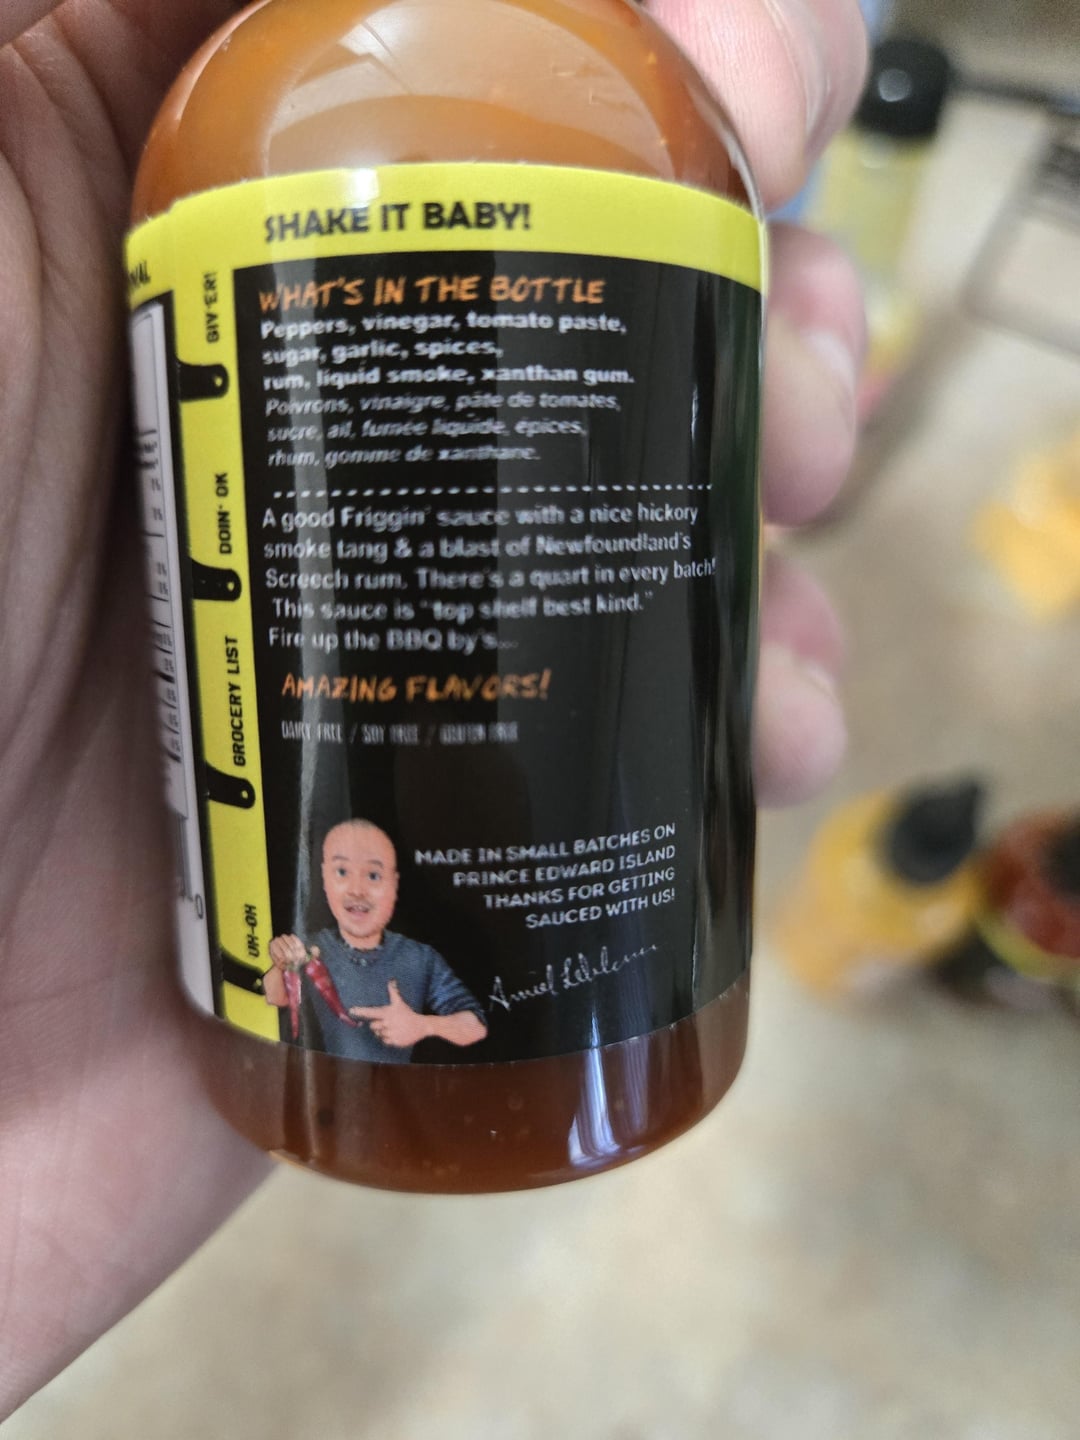 SHAKE IT BABY!
WHAT'S IN THE BOTTLE
Peppers, vinegar, tomato paste,
sugar, garlic, spices,
rum, liquid smoke, xanthan gum.
Poivrons, vinaigre, pâte de tomates,
sucre, ail, fumée liquide, épices,
rhum, gomme de xanthane.
A good Friggin' sauce with a nice hickory
smoke tang & a blast of Newfoundland's
Screech rum. There's a quart in every batch!
This sauce is "top shelf best kind."
Fire up the BBQ by's...
AMAZING FLAVORS!
DAIRY FREE / SOY FREE / GLUTEN FREE
MADE IN SMALL BATCHES ON
PRINCE EDWARD ISLAND
THANKS FOR GETTING
SAUCED WITH US!
GIV'ER!
DOIN' OK
GROCERY LIST
UH-OH